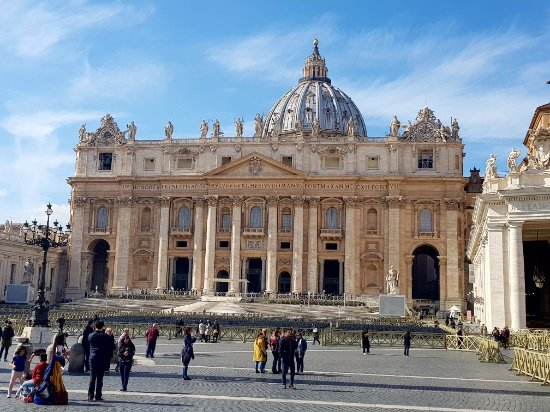 IN HONOREM PRINCIPIS APOST PAVLVS V BVRGHESIVS ROMANVS PONT MAX AN MDCXII PONT VII